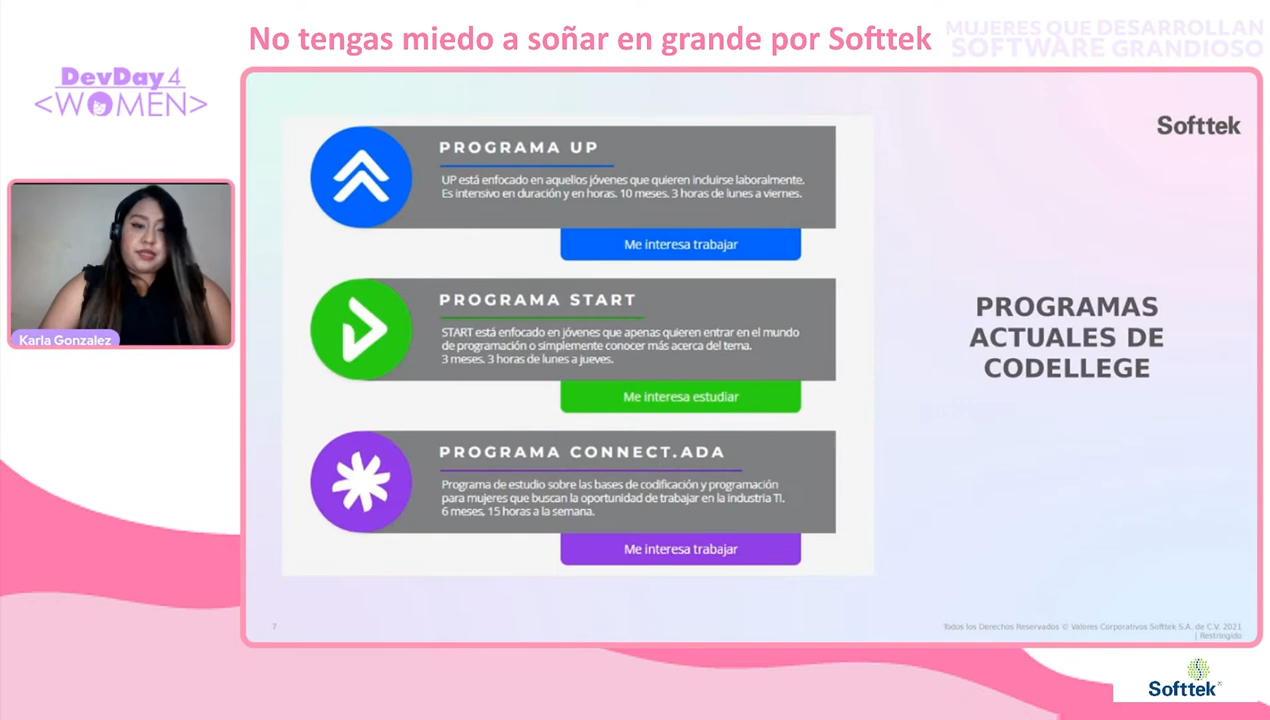 No tengas miedo a soñar en grande por Softtek
MUJERES QUE DESARROLLAN
SOFTWARE GRANDIOSO
DevDay4
<WOMEN>
Softtek
PROGRAMA UP
UP está enfocado en aquellos jóvenes que quieren incluirse laboralmente.
Es intensivo en duración y en horas. 10 meses. 3 horas de lunes a viernes.
Me interesa trabajar
PROGRAMA START
START está enfocado en jóvenes que apenas quieren entrar en el mundo
de programación o simplemente conocer más acerca del tema.
3 meses. 3 horas de lunes a jueves.
Me interesa estudiar
PROGRAMA CONNECT.ADA
Programa de estudio sobre las bases de codificación y programación
para mujeres que buscan la oportunidad de trabajar en la industria TI.
6 meses, 15 horas a la semana.
Me interesa trabajar
PROGRAMAS
ACTUALES DE
CODELLEGE
Karla Gonzalez
7
Todos los Derechos Reservados © Valores Corporativos Softtek S.A. de C.V. 2021
| Restringido
Softtek